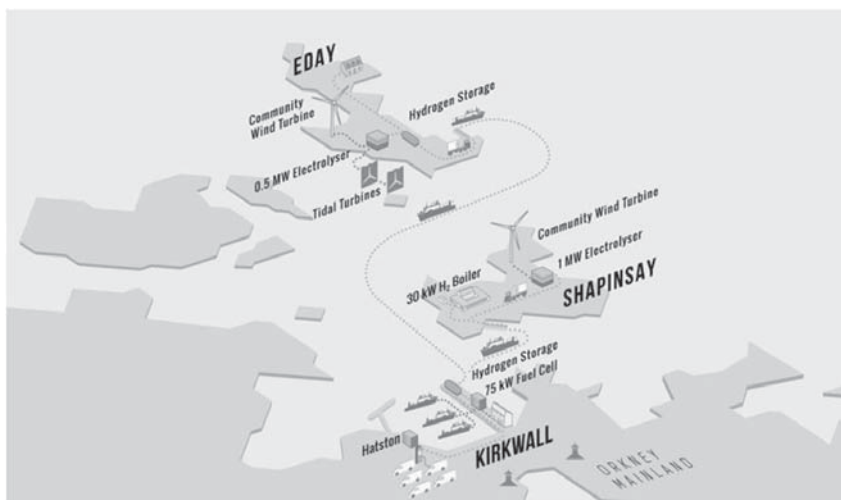 EDAY
Community
Wind Turbine
Hydrogen Storage
0.5 MW Electrolyser
Tidal Turbines
Community Wind Turbine
1 MW Electrolyser
30 kW H₂ Boiler
SHAPINSAY
Hydrogen Storage
75 kW Fuel Cell
Hatston
KIRKWALL
ORKNEY
MAINLAND